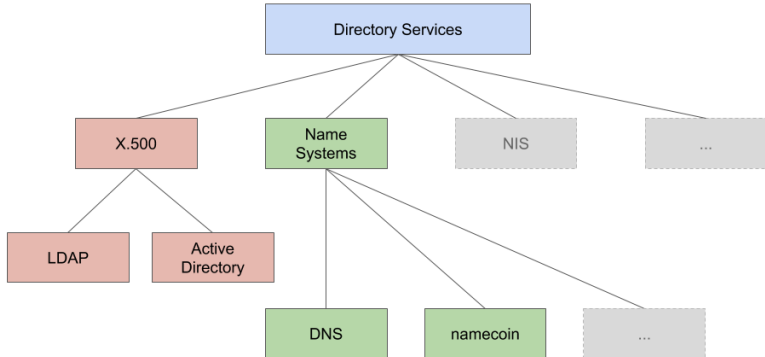 Directory Services
X.500
Name
Systems
NIS
...
LDAP
Active
Directory
DNS
namecoin
...